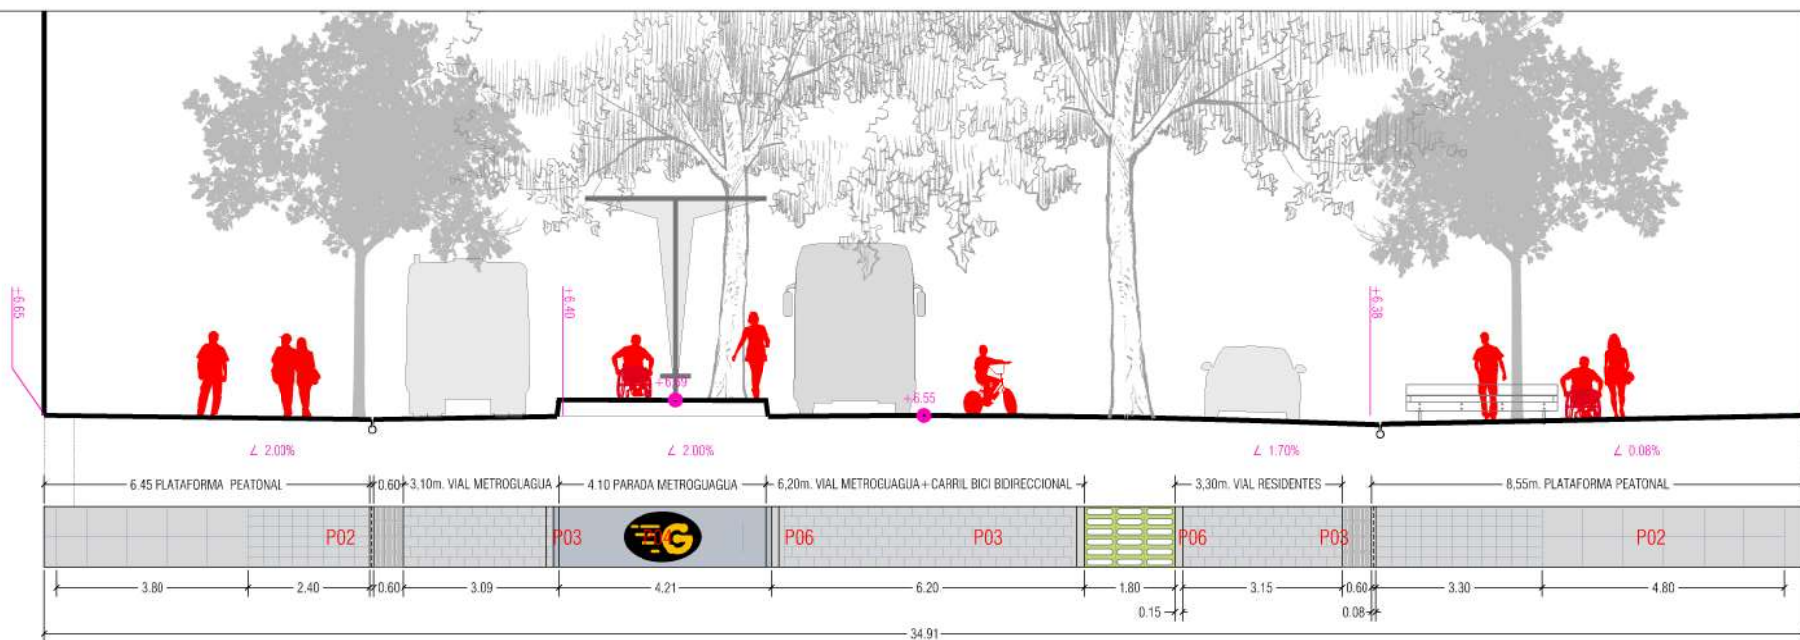 ±6.65
±6.40
±6.38
+6.69
+6.55
∠ 2.00%
∠ 2.00%
∠ 1.70%
∠ 0.08%
6.45 PLATAFORMA PEATONAL
0.60
3,10m. VIAL METROGUAGUA
4.10 PARADA METROGUAGUA
6,20m. VIAL METROGUAGUA + CARRIL BICI BIDIRECCIONAL
3,30m. VIAL RESIDENTES
8,55m. PLATAFORMA PEATONAL
P02
P03
P04
G
P06
P03
P06
P03
P02
3.80
2.40
0.60
3.09
4.21
6.20
1.80
3.15
0.60
3.30
4.80
0.15
0.08
34.91